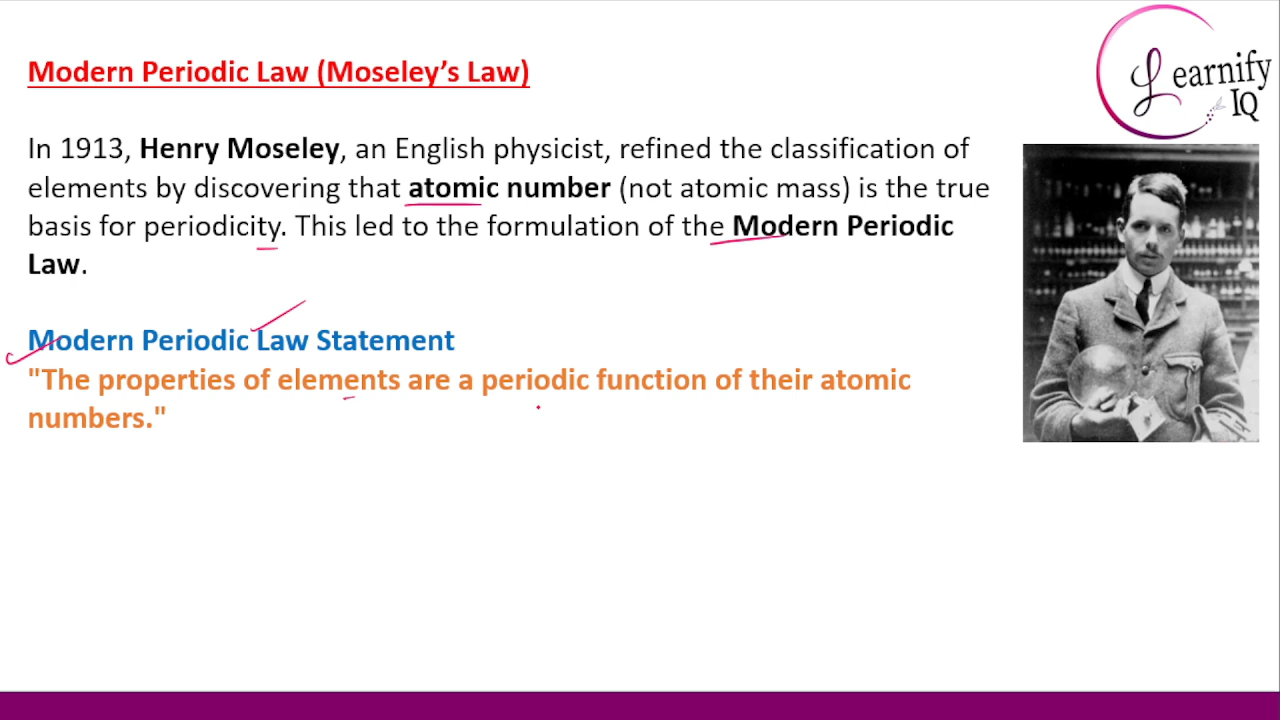 Modern Periodic Law (Moseley’s Law)
Learnify
IQ
In 1913, Henry Moseley, an English physicist, refined the classification of
elements by discovering that atomic number (not atomic mass) is the true
basis for periodicity. This led to the formulation of the Modern Periodic
Law.
Modern Periodic Law Statement
"The properties of elements are a periodic function of their atomic
numbers."